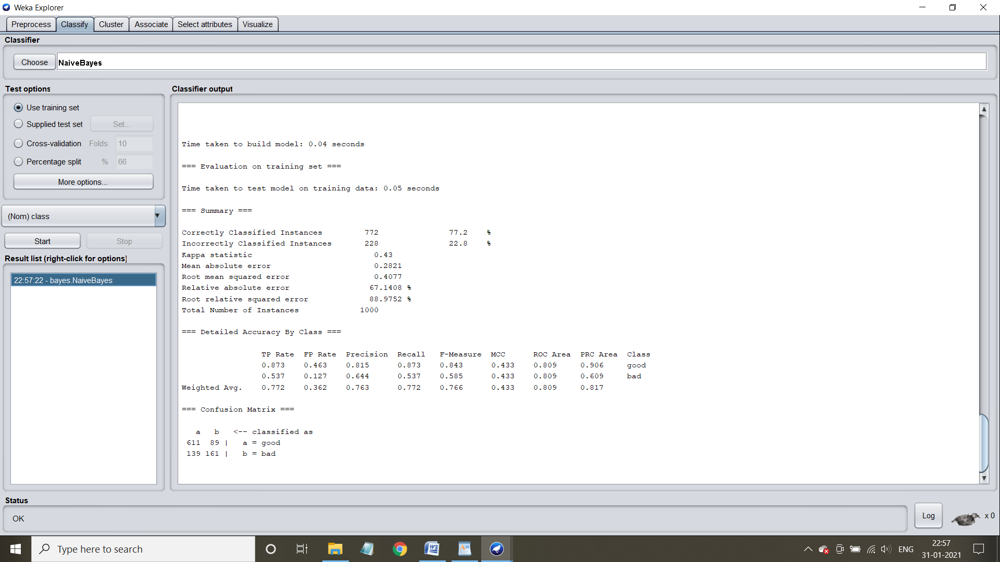 Weka Explorer
Preprocess Classify Cluster Associate Select attributes Visualize
Classifier
Choose NaiveBayes
Test options
Use training set
Supplied test set Set...
Cross-validation Folds 10
Percentage split % 66
More options...
(Nom) class
Start Stop
Result list (right-click for options)
22:57:22 - bayes.NaiveBayes
Classifier output
Time taken to build model: 0.04 seconds
=== Evaluation on training set ===
Time taken to test model on training data: 0.05 seconds
=== Summary ===
Correctly Classified Instances 772 77.2 %
Incorrectly Classified Instances 228 22.8 %
Kappa statistic 0.43
Mean absolute error 0.2821
Root mean squared error 0.4077
Relative absolute error 67.1408 %
Root relative squared error 88.9752 %
Total Number of Instances 1000
=== Detailed Accuracy By Class ===
TP Rate FP Rate Precision Recall F-Measure MCC ROC Area PRC Area Class
0.873 0.463 0.815 0.873 0.843 0.433 0.809 0.906 good
0.537 0.127 0.644 0.537 0.585 0.433 0.809 0.609 bad
Weighted Avg. 0.772 0.362 0.763 0.772 0.766 0.433 0.809 0.817
=== Confusion Matrix ===
a b <-- classified as
611 89 | a = good
139 161 | b = bad
Status
OK
Log
x 0
Type here to search
ENG
22:57
31-01-2021